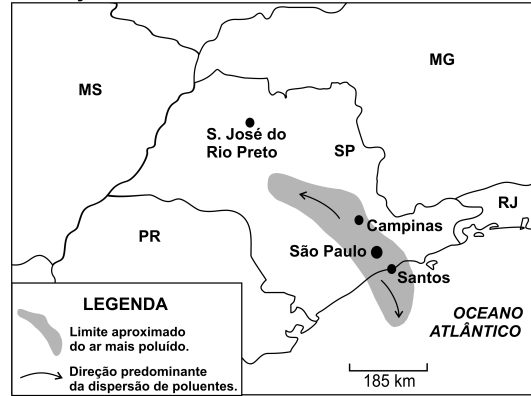 MG
MS
S. José do
Rio Preto
SP
RJ
Campinas
PR
São Paulo
Santos
LEGENDA
Limite aproximado
do ar mais poluído.
Direção predominante
da dispersão de poluentes.
OCEANO
ATLÂNTICO
185 km